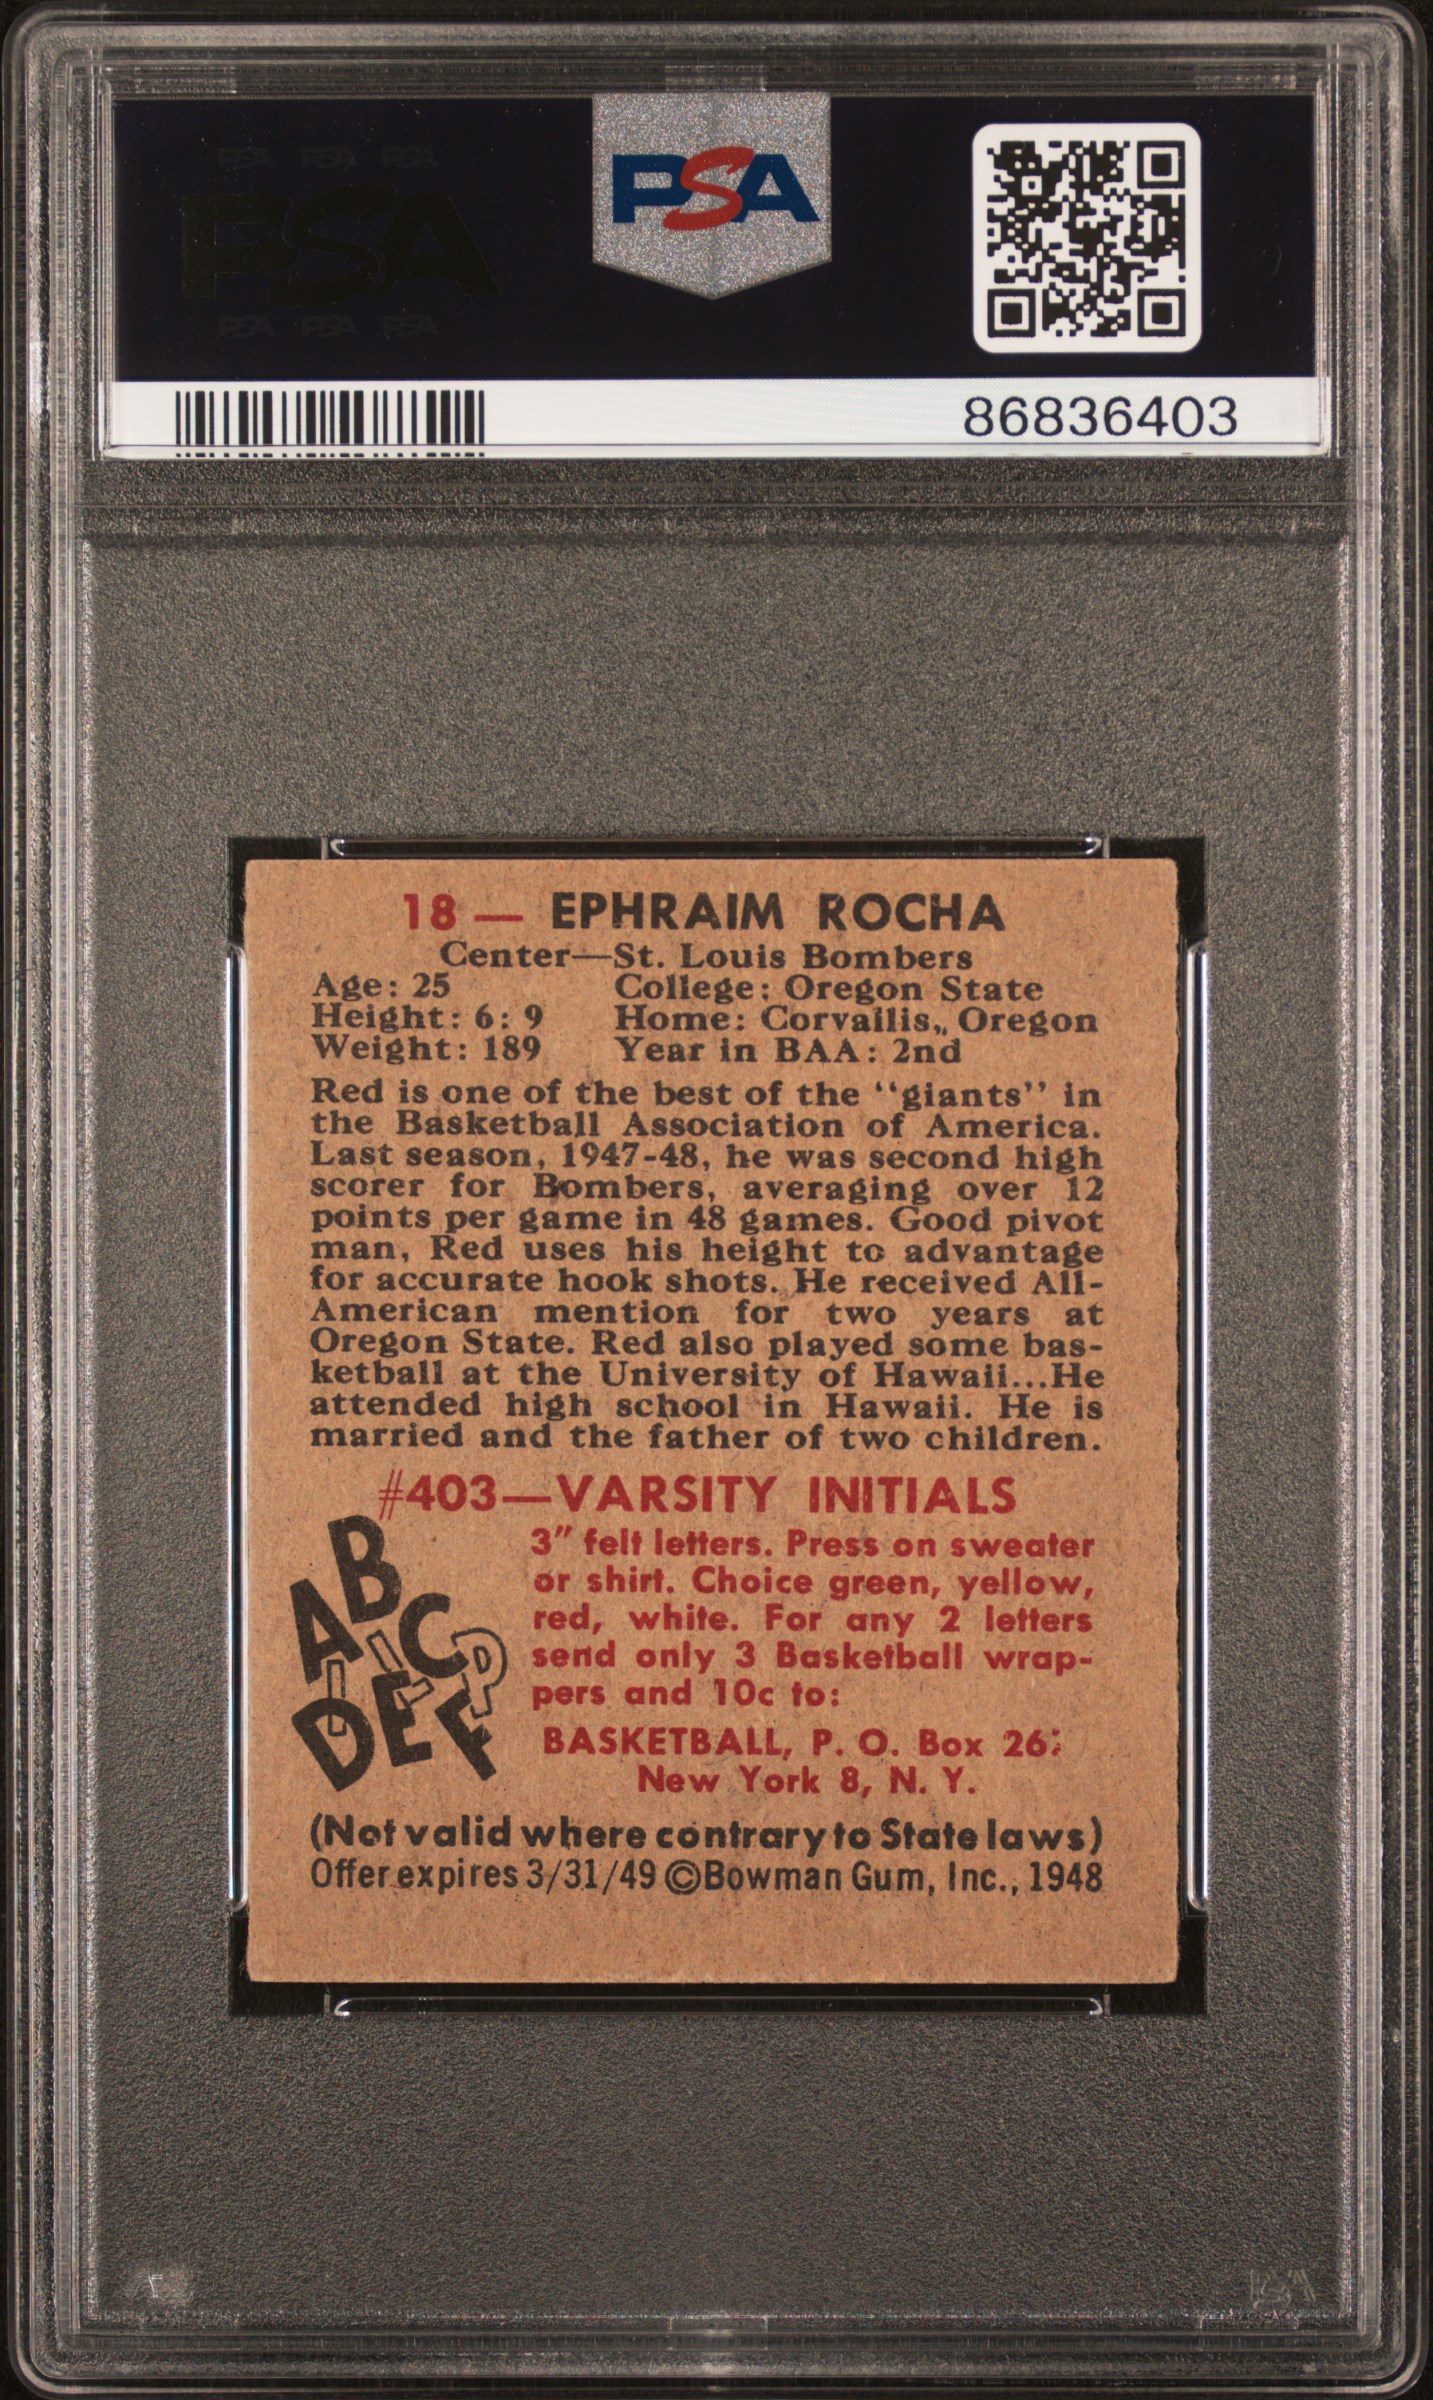 PSA PSA PSA
PSA
PSA PSA PSA
PSA
86836403
18 — EPHRAIM ROCHA
Center—St. Louis Bombers
Age: 25 College: Oregon State
Height: 6: 9 Home: Corvallis,, Oregon
Weight: 189 Year in BAA: 2nd
Red is one of the best of the "giants" in
the Basketball Association of America.
Last season, 1947-48, he was second high
scorer for Bombers, averaging over 12
points per game in 48 games. Good pivot
man, Red uses his height to advantage
for accurate hook shots. He received All-
American mention for two years at
Oregon State. Red also played some bas-
ketball at the University of Hawaii...He
attended high school in Hawaii. He is
married and the father of two children.
#403—VARSITY INITIALS
A B C D E F
3" felt letters. Press on sweater
or shirt. Choice green, yellow,
red, white. For any 2 letters
send only 3 Basketball wrap-
pers and 10c to:
BASKETBALL, P. O. Box
New York 8, N. Y.
(Not valid where contrary to State laws)
Offer expires 3/31/49 ©Bowman Gum, Inc., 1948